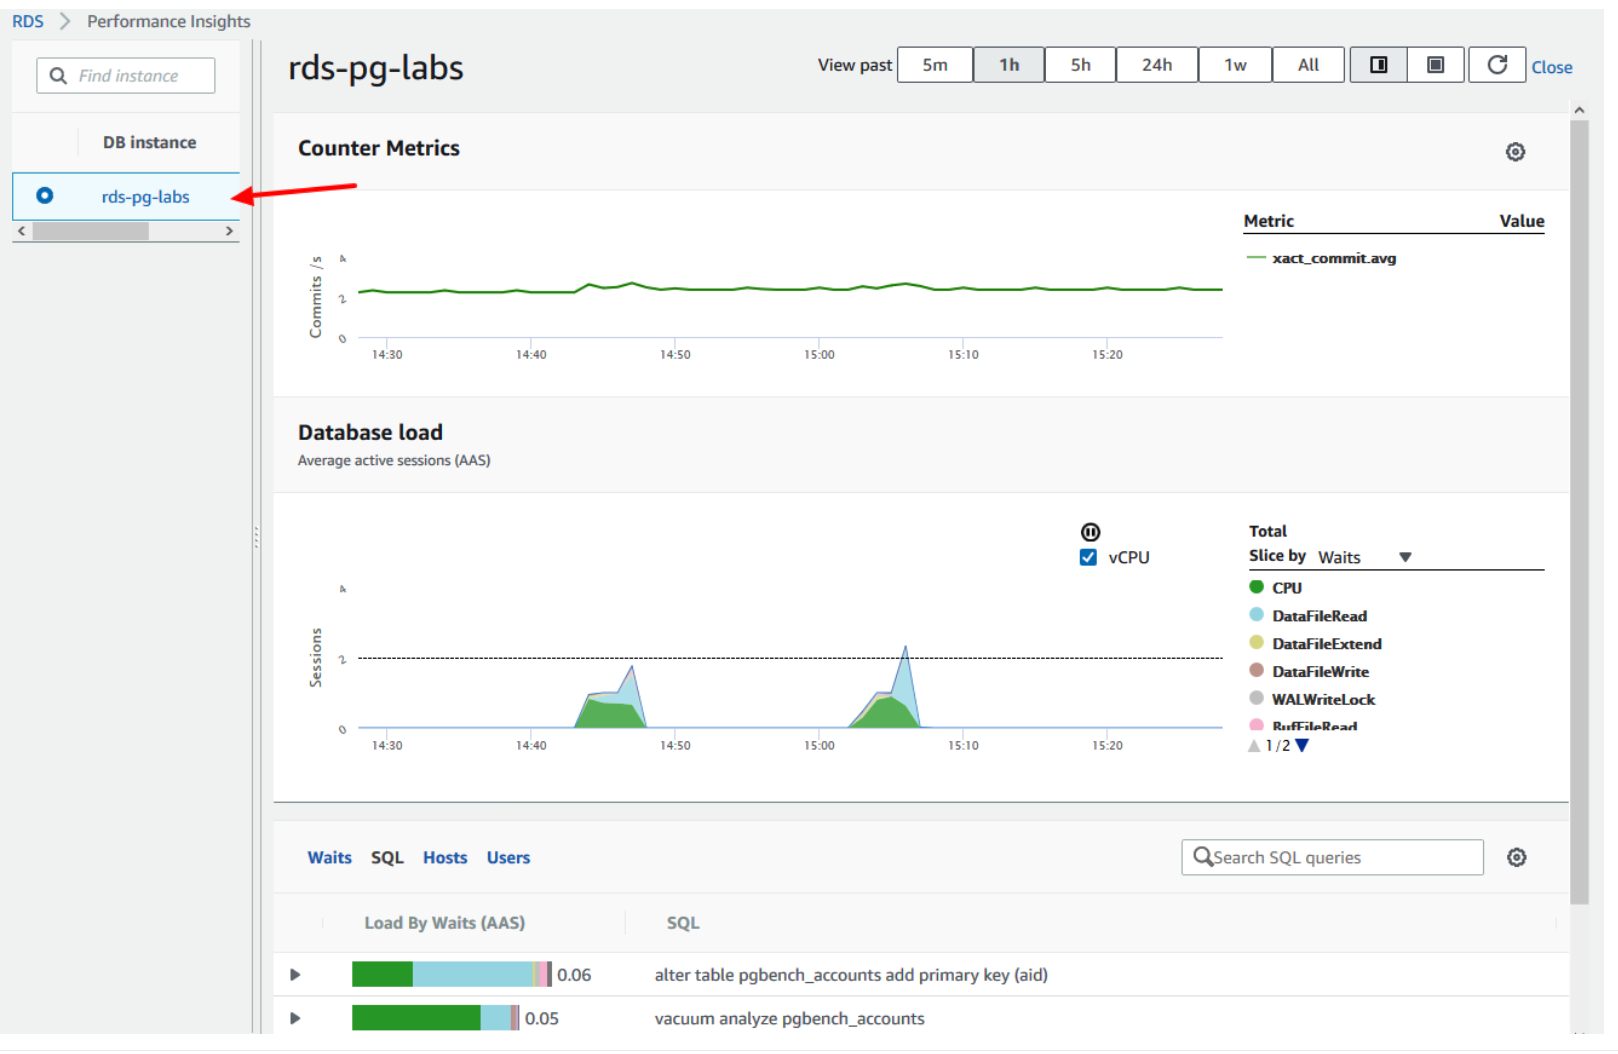 RDS > Performance Insights
Find instance
DB instance
rds-pg-labs
rds-pg-labs
View past 5m 1h 5h 24h 1w All Close
Counter Metrics
Metric Value
xact_commit.avg
Commits /s
4
2
0
14:30 14:40 14:50 15:00 15:10 15:20
Database load
Average active sessions (AAS)
vCPU
Total
Slice by Waits
CPU
DataFileRead
DataFileExtend
DataFileWrite
WALWriteLock
BufFileRead
1/2
Sessions
4
2
0
14:30 14:40 14:50 15:00 15:10 15:20
Waits SQL Hosts Users
Search SQL queries
Load By Waits (AAS) SQL
0.06 alter table pgbench_accounts add primary key (aid)
0.05 vacuum analyze pgbench_accounts